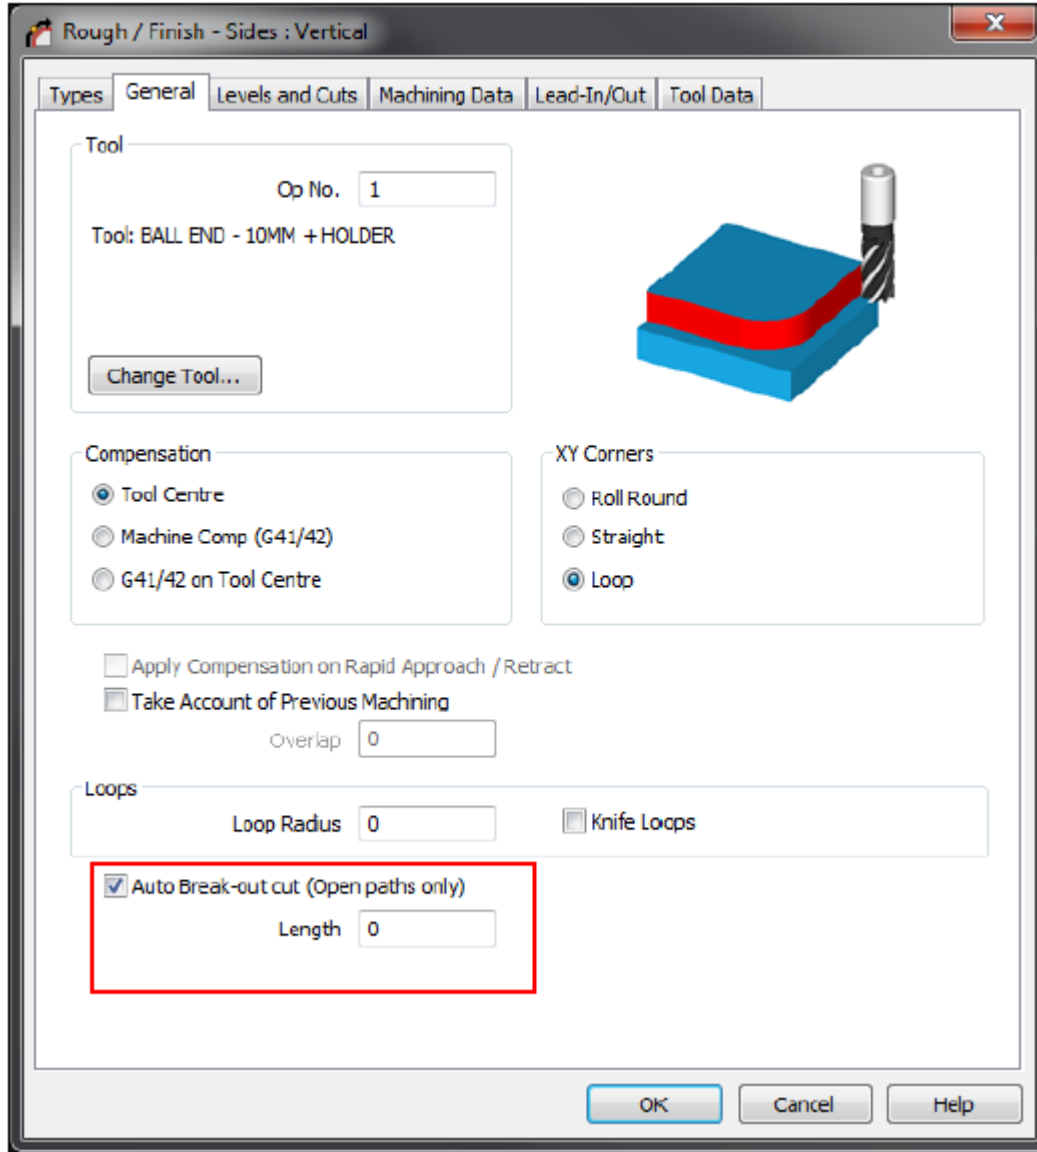 Rough / Finish - Sides : Vertical
Types General Levels and Cuts Machining Data Lead-In/Out Tool Data
Tool
Op No. 1
Tool: BALL END - 10MM + HOLDER
Change Tool...
Compensation
Tool Centre
Machine Comp (G41/42)
G41/42 on Tool Centre
XY Corners
Roll Round
Straight
Loop
Apply Compensation on Rapid Approach / Retract
Take Account of Previous Machining
Overlap 0
Loops
Loop Radius 0 Knife Loops
Auto Break-out cut (Open paths only)
Length 0
OK Cancel Help